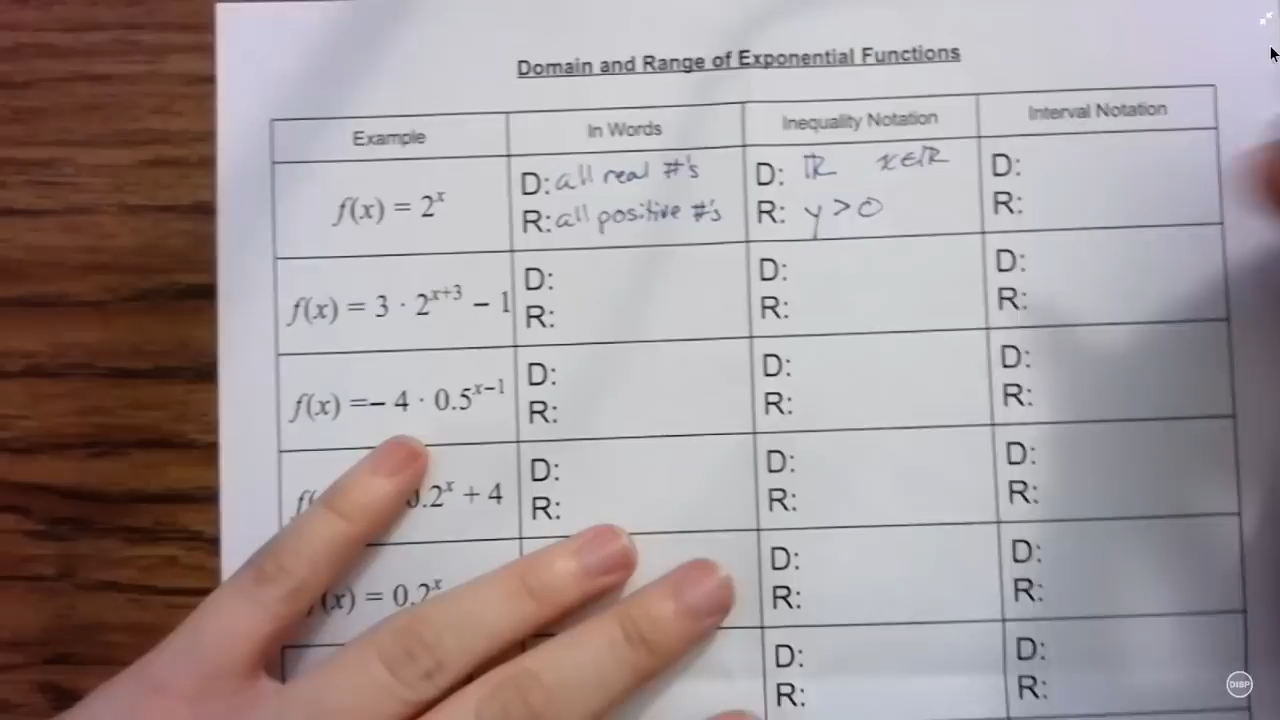 Domain and Range of Exponential Functions
Example In Words Inequality Notation Interval Notation
f(x) = 2^x
D: all real #'s
R: all positive #'s
D: ℝ x∈ℝ
R: y > 0
D:
R:
f(x) = 3 · 2^{x+3} − 1
D:
R:
D:
R:
D:
R:
f(x) =− 4 · 0.5^{x−1}
D:
R:
D:
R:
D:
R:
.2^x + 4
D:
R:
D:
R:
D:
R:
(x) = 0.2^x
D:
R:
D:
R:
D:
R:
D:
R:
DISP